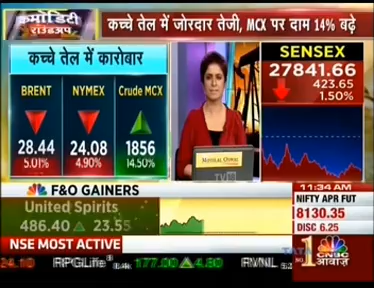 कमोडिटी
राउंडअप
कच्चे तेल में जोरदार तेजी, MCX पर दाम 14% बढ़े
कच्चे तेल में कारोबार
BRENT
NYMEX
Crude MCX
28.44
24.08
1856
5.01%
4.90%
14.50%
SENSEX
27841.66
423.65
1.50%
MOTILAL OSWAL
F&O GAINERS
United Spirits
486.40 23.55
11:34 AM
NIFTY APR FUT
8130.35
DISC 6.25
NSE MOST ACTIVE
24.10 RPGLife 177.00 4.80 RVNL
NO 1
CNBC
आवाज़